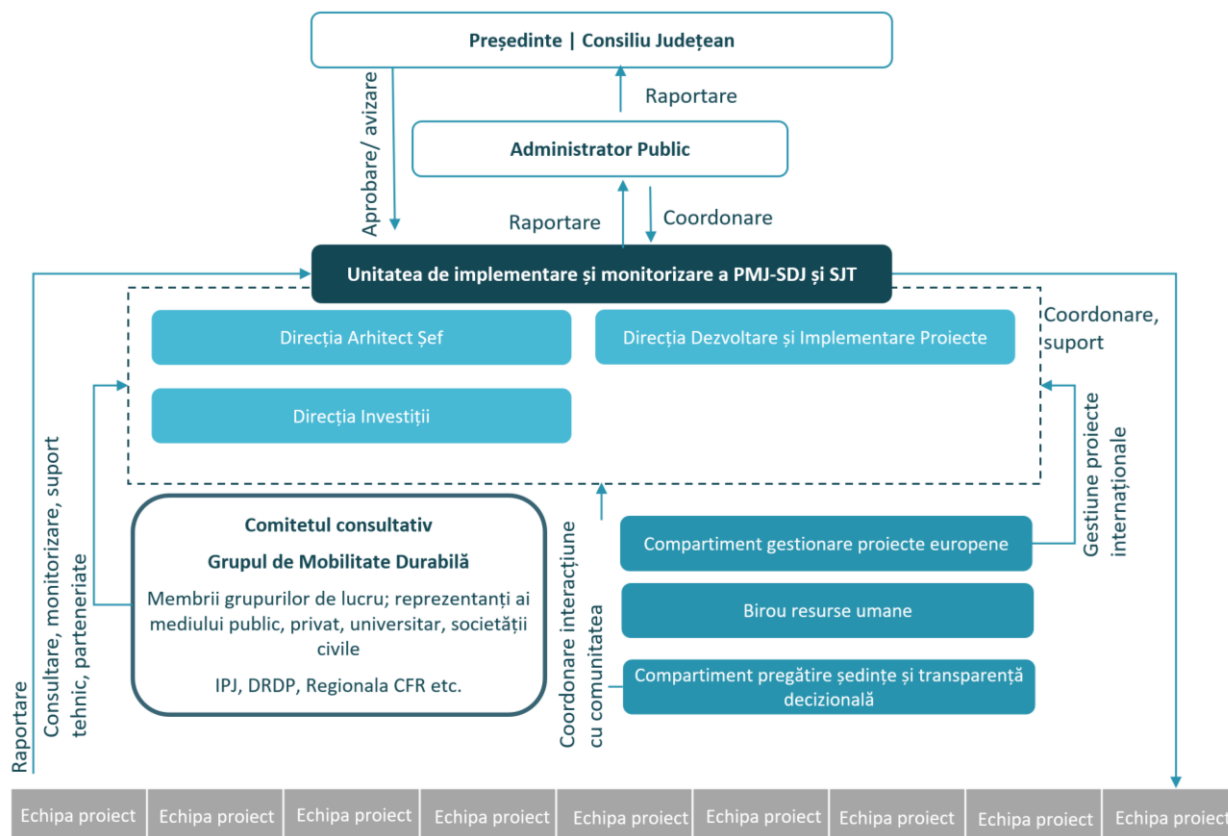 Președinte | Consiliu Județean
Aprobare/ avizare
Raportare
Administrator Public
Raportare
Coordonare
Unitatea de implementare și monitorizare a PMJ-SDJ și SJT
Direcția Arhitect Șef
Direcția Dezvoltare și Implementare Proiecte
Coordonare,
suport
Direcția Investiții
Raportare
Consultare, monitorizare, suport
tehnic, parteneriate
Comitetul consultativ
Grupul de Mobilitate Durabilă
Membrii grupurilor de lucru; reprezentanți ai
mediului public, privat, universitar, societății
civile
IPJ, DRDP, Regionala CFR etc.
Coordonare interacțiune
cu comunitatea
Compartiment gestionare proiecte europene
Birou resurse umane
Compartiment pregătire ședințe și transparență
decizională
Gestiune proiecte
internaționale
Echipa proiect
Echipa proiect
Echipa proiect
Echipa proiect
Echipa proiect
Echipa proiect
Echipa proiect
Echipa proiect
Echipa proiect